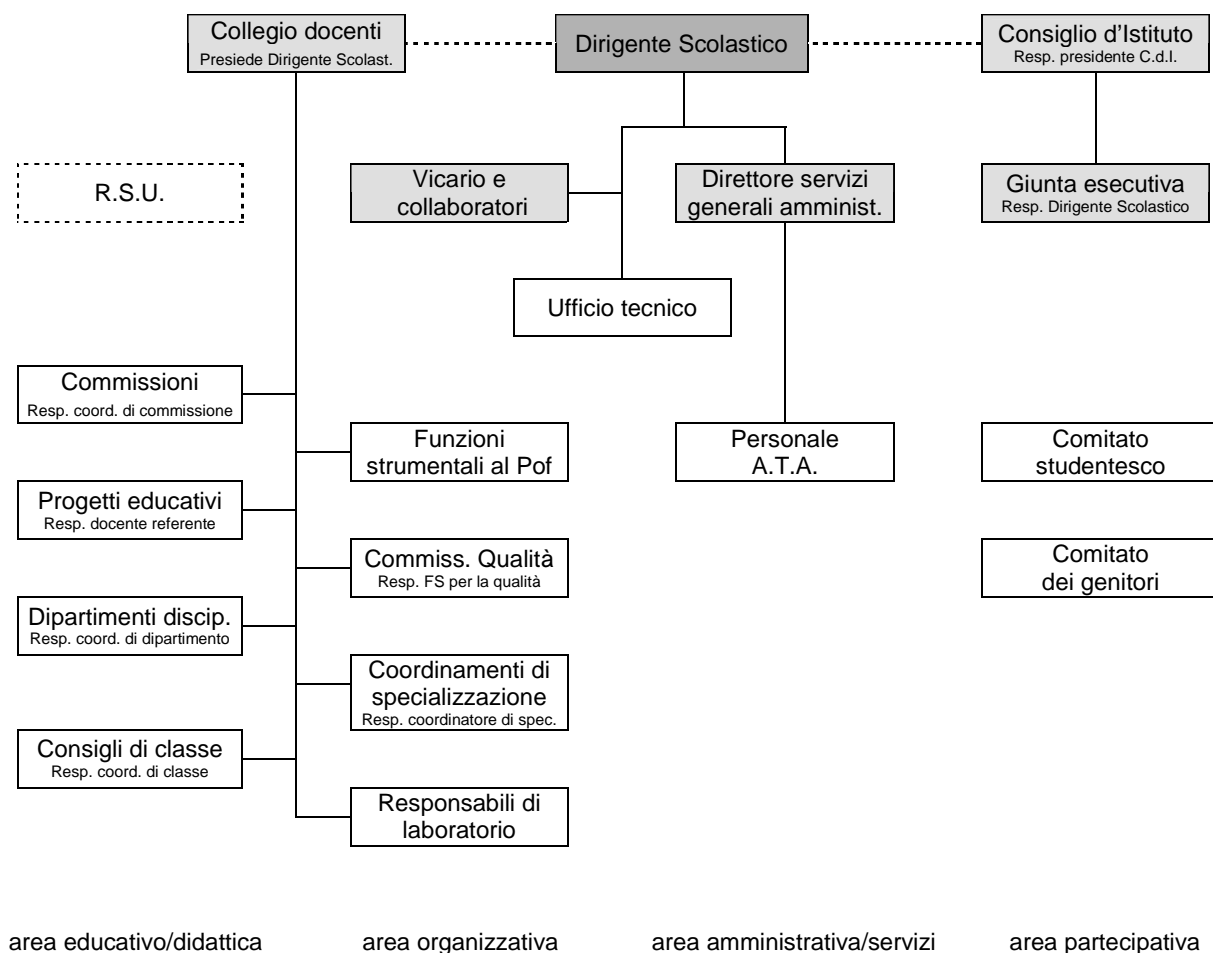 Collegio docenti
Presiede Dirigente Scolast.
Dirigente Scolastico
Consiglio d'Istituto
Resp. presidente C.d.I.
R.S.U.
Vicario e
collaboratori
Direttore servizi
generali amminist.
Giunta esecutiva
Resp. Dirigente Scolastico
Ufficio tecnico
Commissioni
Resp. coord. di commissione
Funzioni
strumentali al Pof
Personale
A.T.A.
Comitato
studentesco
Progetti educativi
Resp. docente referente
Commiss. Qualità
Resp. FS per la qualità
Comitato
dei genitori
Dipartimenti discip.
Resp. coord. di dipartimento
Coordinamenti di
specializzazione
Resp. coordinatore di spec.
Consigli di classe
Resp. coord. di classe
Responsabili di
laboratorio
area educativo/didattica
area organizzativa
area amministrativa/servizi
area partecipativa